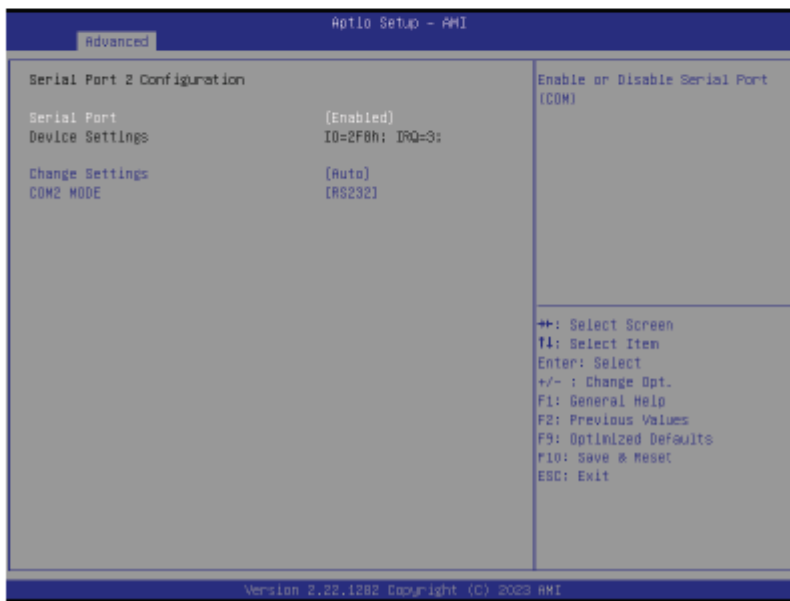 Aptio Setup - AMI
Advanced
Serial Port 2 Configuration
Serial Port [Enabled]
Device Settings IO=2F8h; IRQ=3;
Change Settings [Auto]
COM2 MODE [RS232]
Enable or Disable Serial Port
(COM)
→←: Select Screen
↑↓: Select Item
Enter: Select
+/- : Change Opt.
F1: General Help
F2: Previous Values
F9: Optimized Defaults
F10: Save & Reset
ESC: Exit
Version 2.22.1282 Copyright (C) 2023 AMI